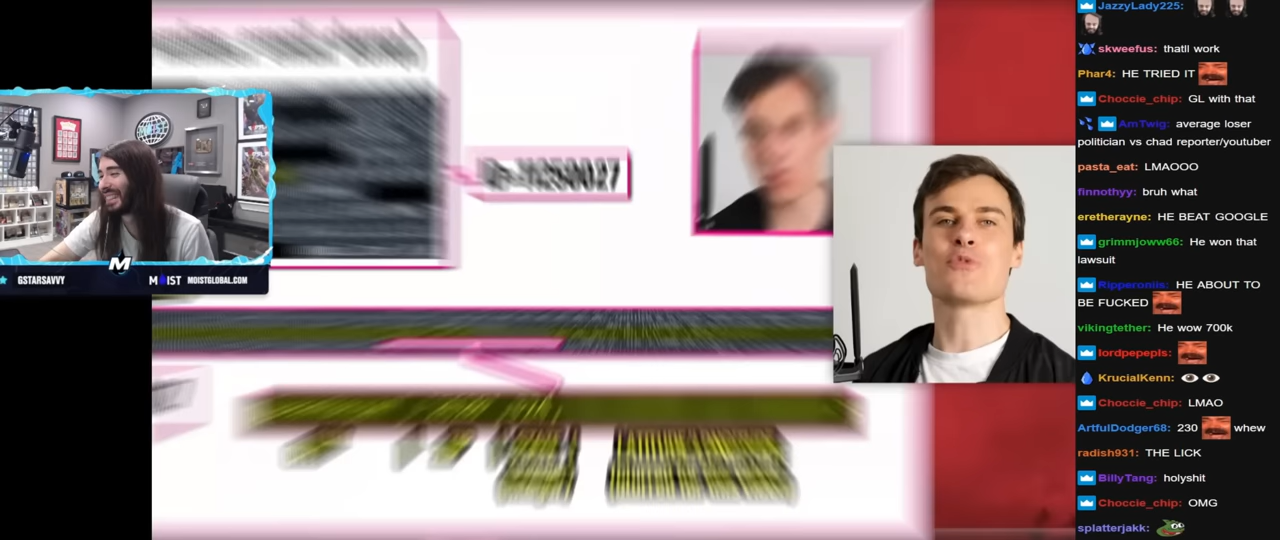 JazzyLady225:
skweefus: thatll work
Phar4: HE TRIED IT
Choccie_chip: GL with that
AmTwig: average loser
politician vs chad reporter/youtuber
pasta_eat: LMAOOO
finnothyy: bruh what
eretherayne: HE BEAT GOOGLE
grimmjoww66: He won that
lawsuit
Ripperoniis: HE ABOUT TO
BE FUCKED
vikingtether: He wow 700k
lordpepepls:
KrucialKenn:
Choccie_chip: LMAO
ArtfulDodger68: 230 whew
radish931: THE LICK
BillyTang: holyshit
Choccie_chip: OMG
splatterjakk:
M
GSTARSAVVY
MOIST MOISTGLOBAL.COM